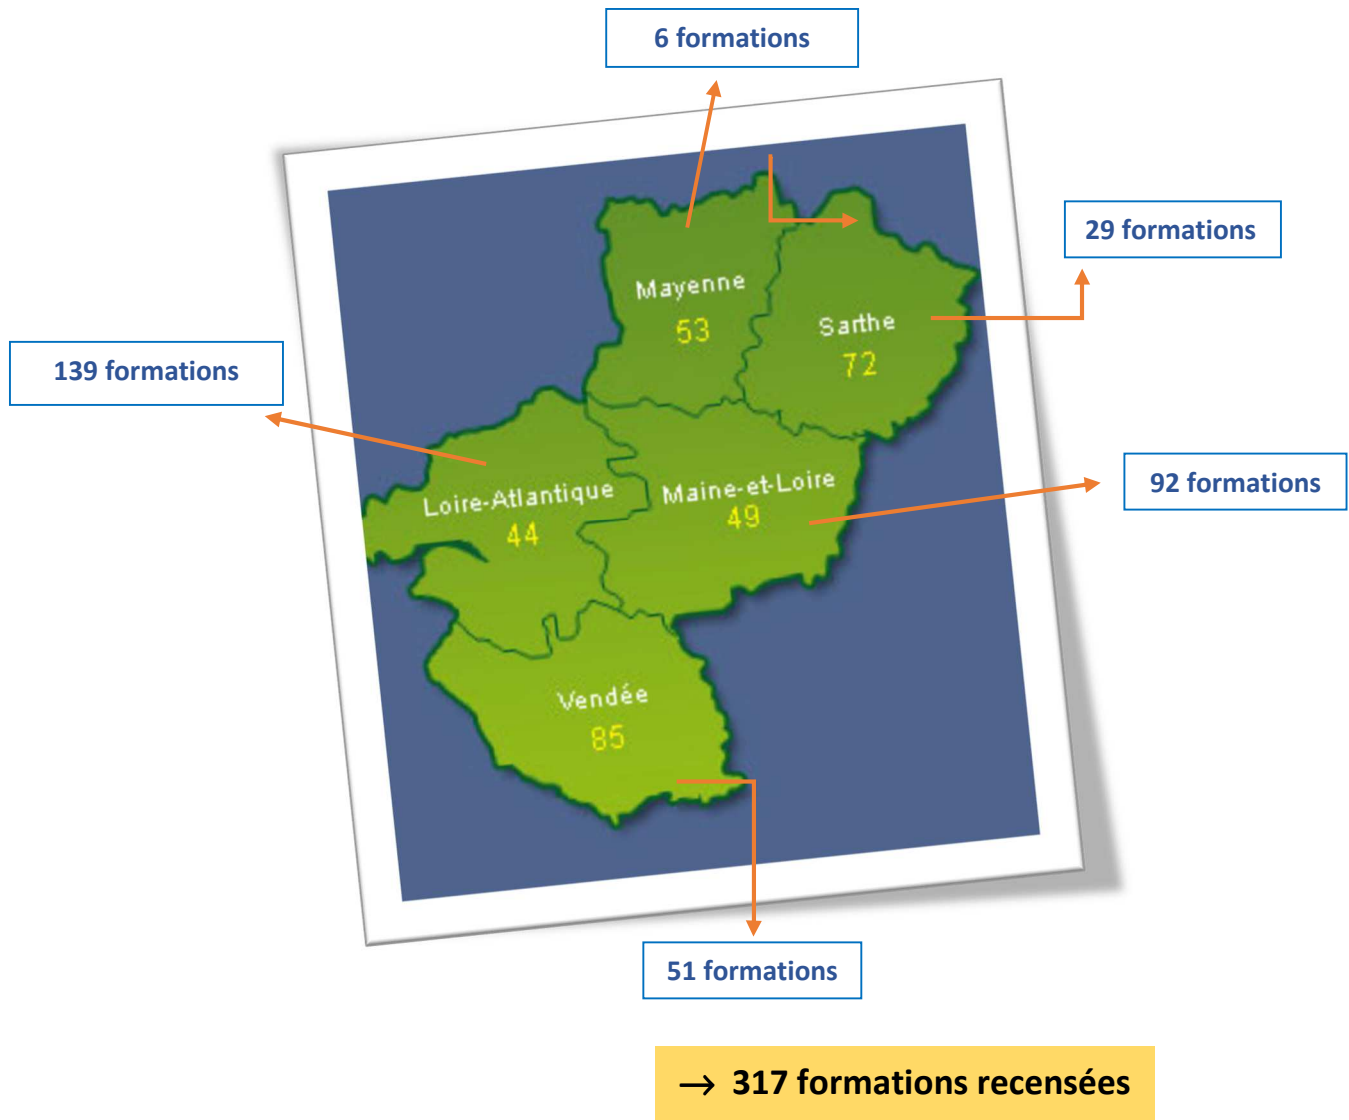 6 formations
29 formations
Mayenne
53
Sarthe
72
139 formations
Loire-Atlantique
44
Maine-et-Loire
49
92 formations
Vendée
85
51 formations
→ 317 formations recensées